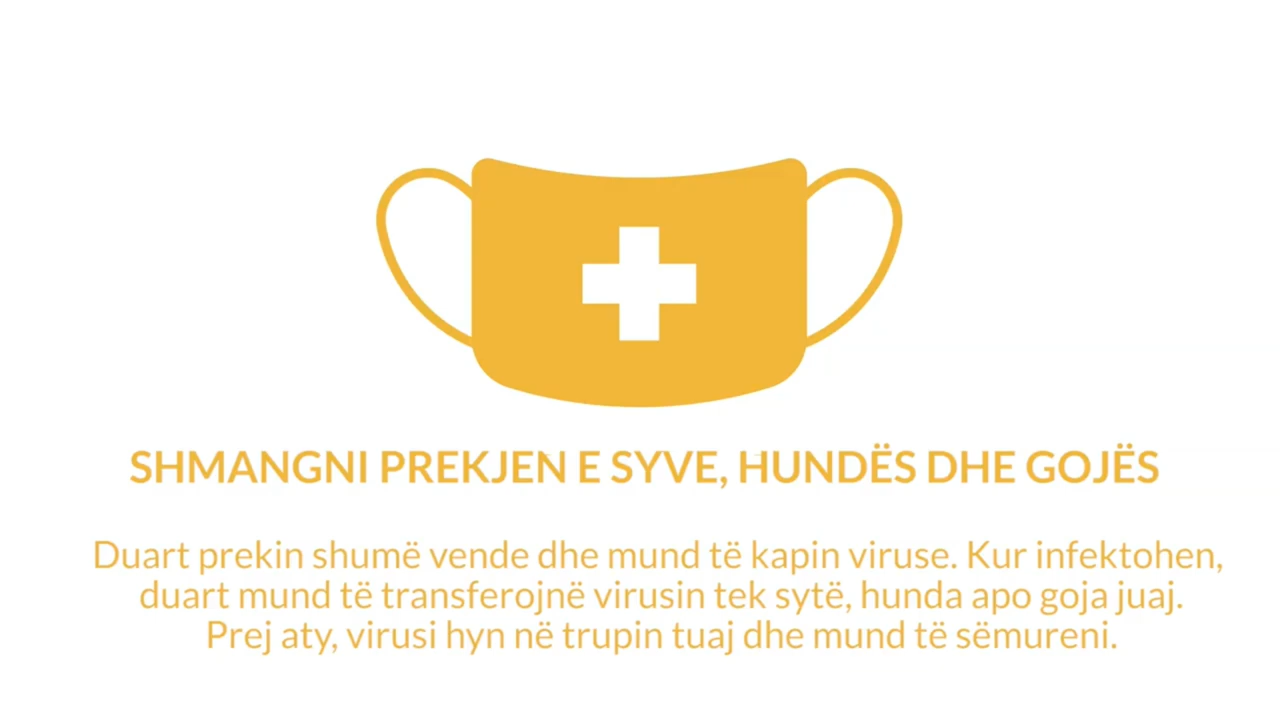 SHMANGNI PREKJEN E SYVE, HUNDËS DHE GOJËS
Duart prekin shumë vende dhe mund të kapin viruse. Kur infektohen,
duart mund të transferojnë virusin tek sytë, hunda apo goja juaj.
Prej aty, virusi hyn në trupin tuaj dhe mund të sëmureni.